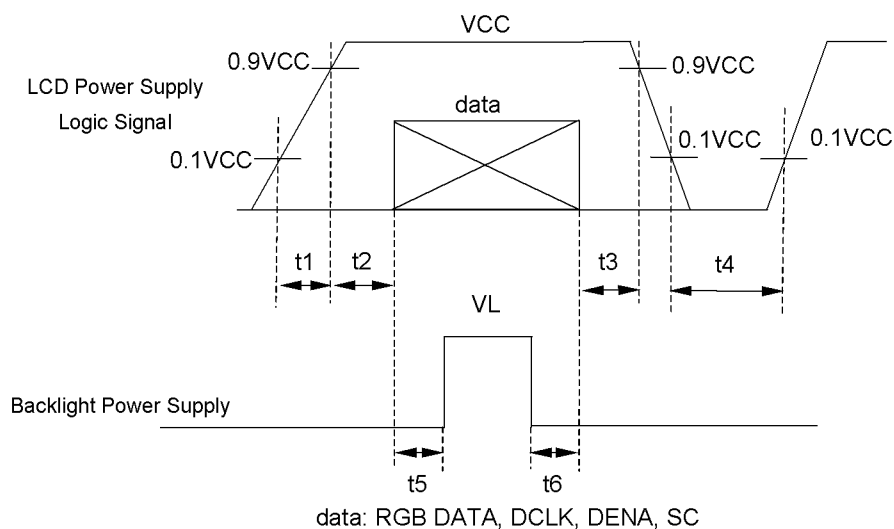 VCC
0.9VCC
0.9VCC
LCD Power Supply
Logic Signal
data
0.1VCC
0.1VCC
0.1VCC
t1
t2
t3
t4
VL
Backlight Power Supply
t5
t6
data: RGB DATA, DCLK, DENA, SC